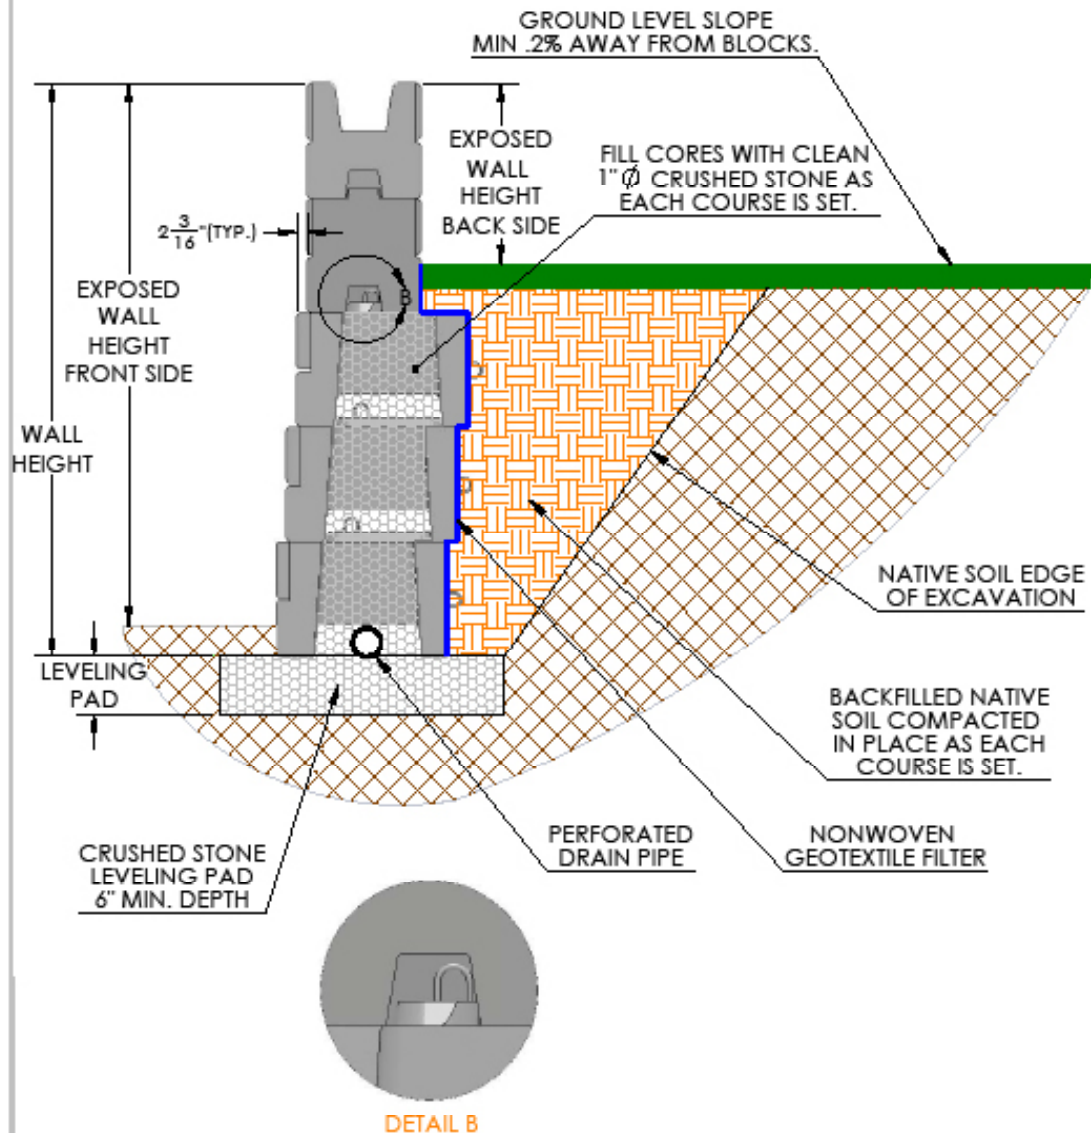 GROUND LEVEL SLOPE
MIN .2% AWAY FROM BLOCKS.
EXPOSED
WALL
HEIGHT
BACK SIDE
FILL CORES WITH CLEAN
1" Ø CRUSHED STONE AS
EACH COURSE IS SET.
2 3/16" (TYP.)
EXPOSED
WALL
HEIGHT
FRONT SIDE
B
WALL
HEIGHT
NATIVE SOIL EDGE
OF EXCAVATION
LEVELING
PAD
BACKFILLED NATIVE
SOIL COMPACTED
IN PLACE AS EACH
COURSE IS SET.
PERFORATED
DRAIN PIPE
NONWOVEN
GEOTEXTILE FILTER
CRUSHED STONE
LEVELING PAD
6" MIN. DEPTH
DETAIL B